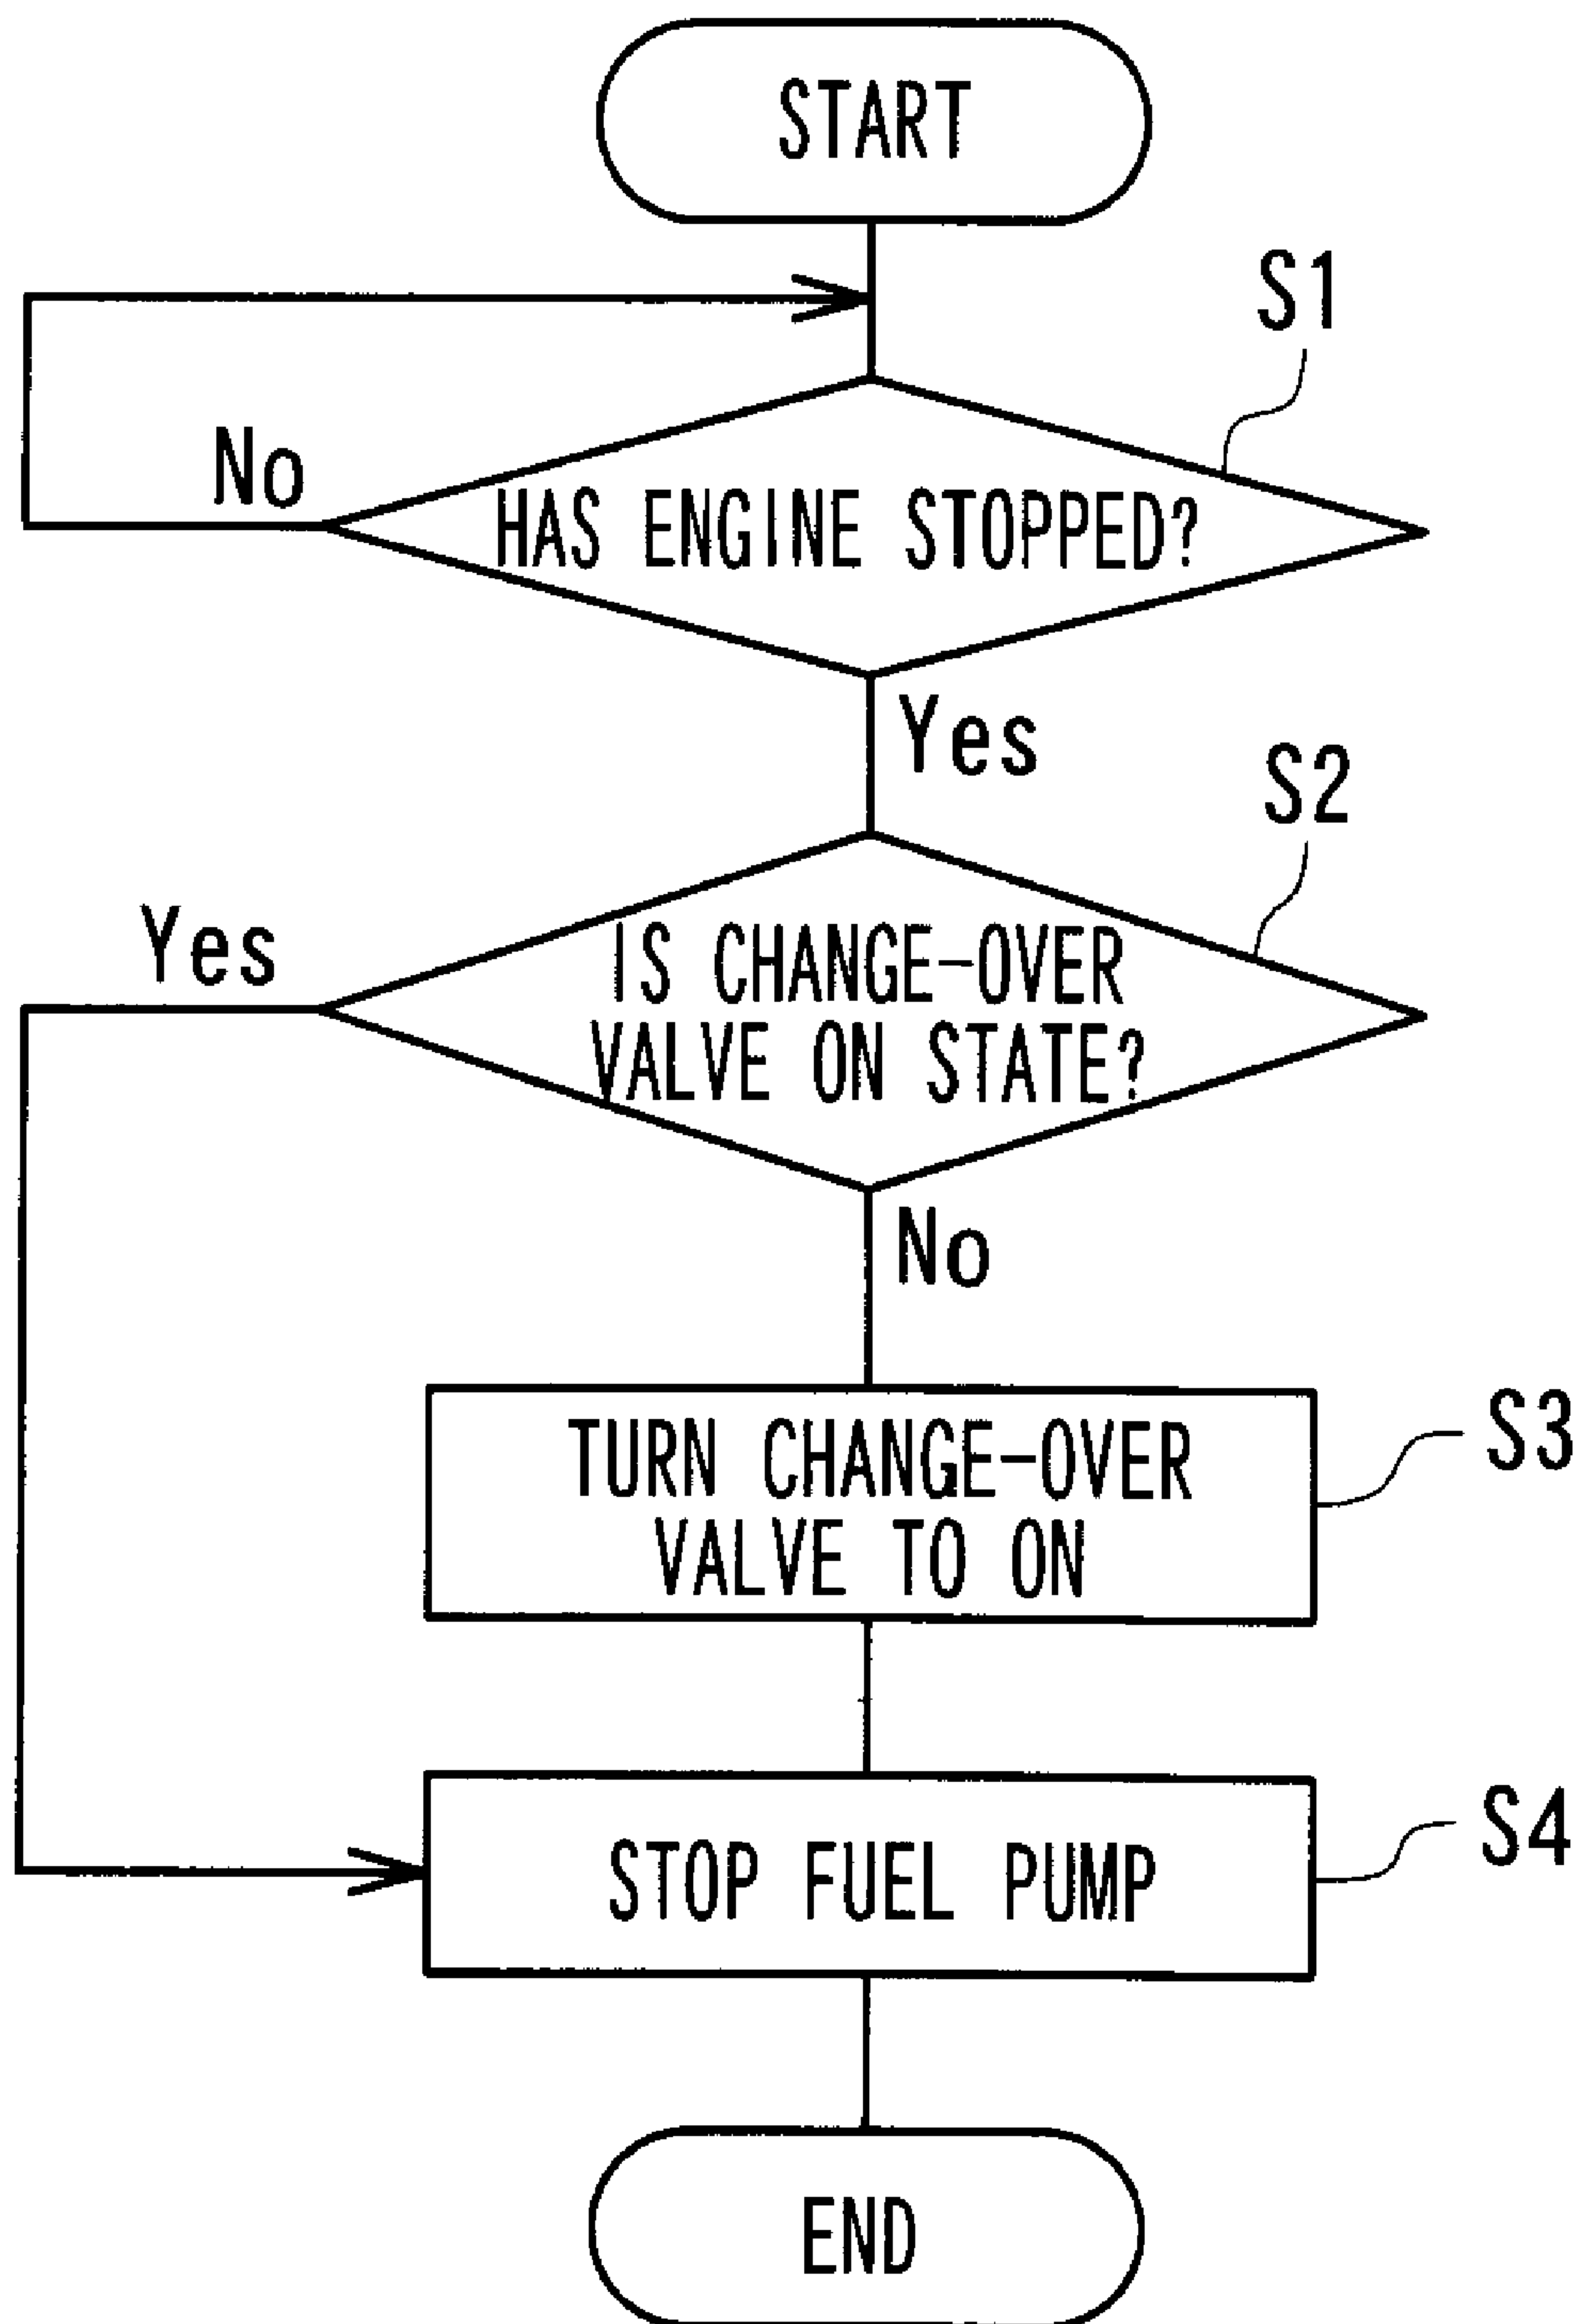 START
S1
No
HAS ENGINE STOPPED?
Yes
S2
Yes
IS CHANGE-OVER
VALVE ON STATE?
No
TURN CHANGE-OVER
VALVE TO ON
S3
STOP FUEL PUMP
S4
END